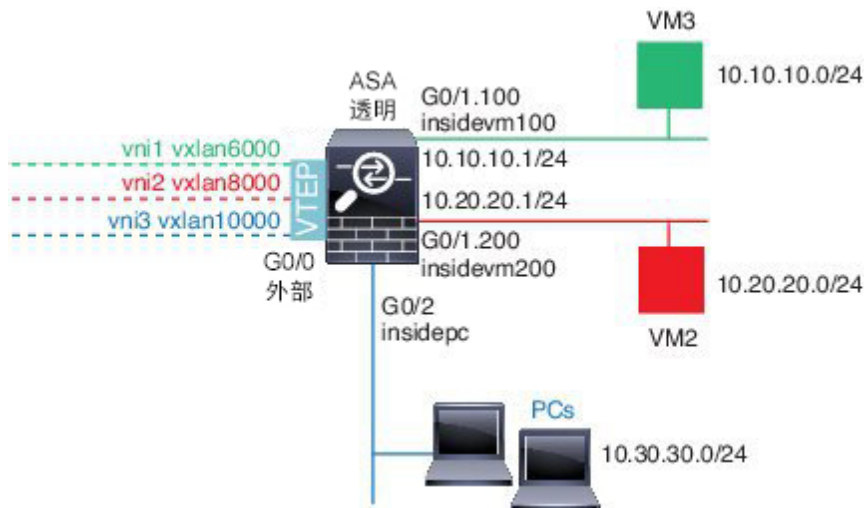 VM3
10.10.10.0/24
ASA
透明
G0/1.100
insidevm100
10.10.10.1/24
vni1 vxlan6000
vni2 vxlan8000
vni3 vxlan10000
VTEP
G0/0
外部
10.20.20.1/24
G0/1.200
insidevm200
10.20.20.0/24
VM2
G0/2
insidepc
PCs
10.30.30.0/24